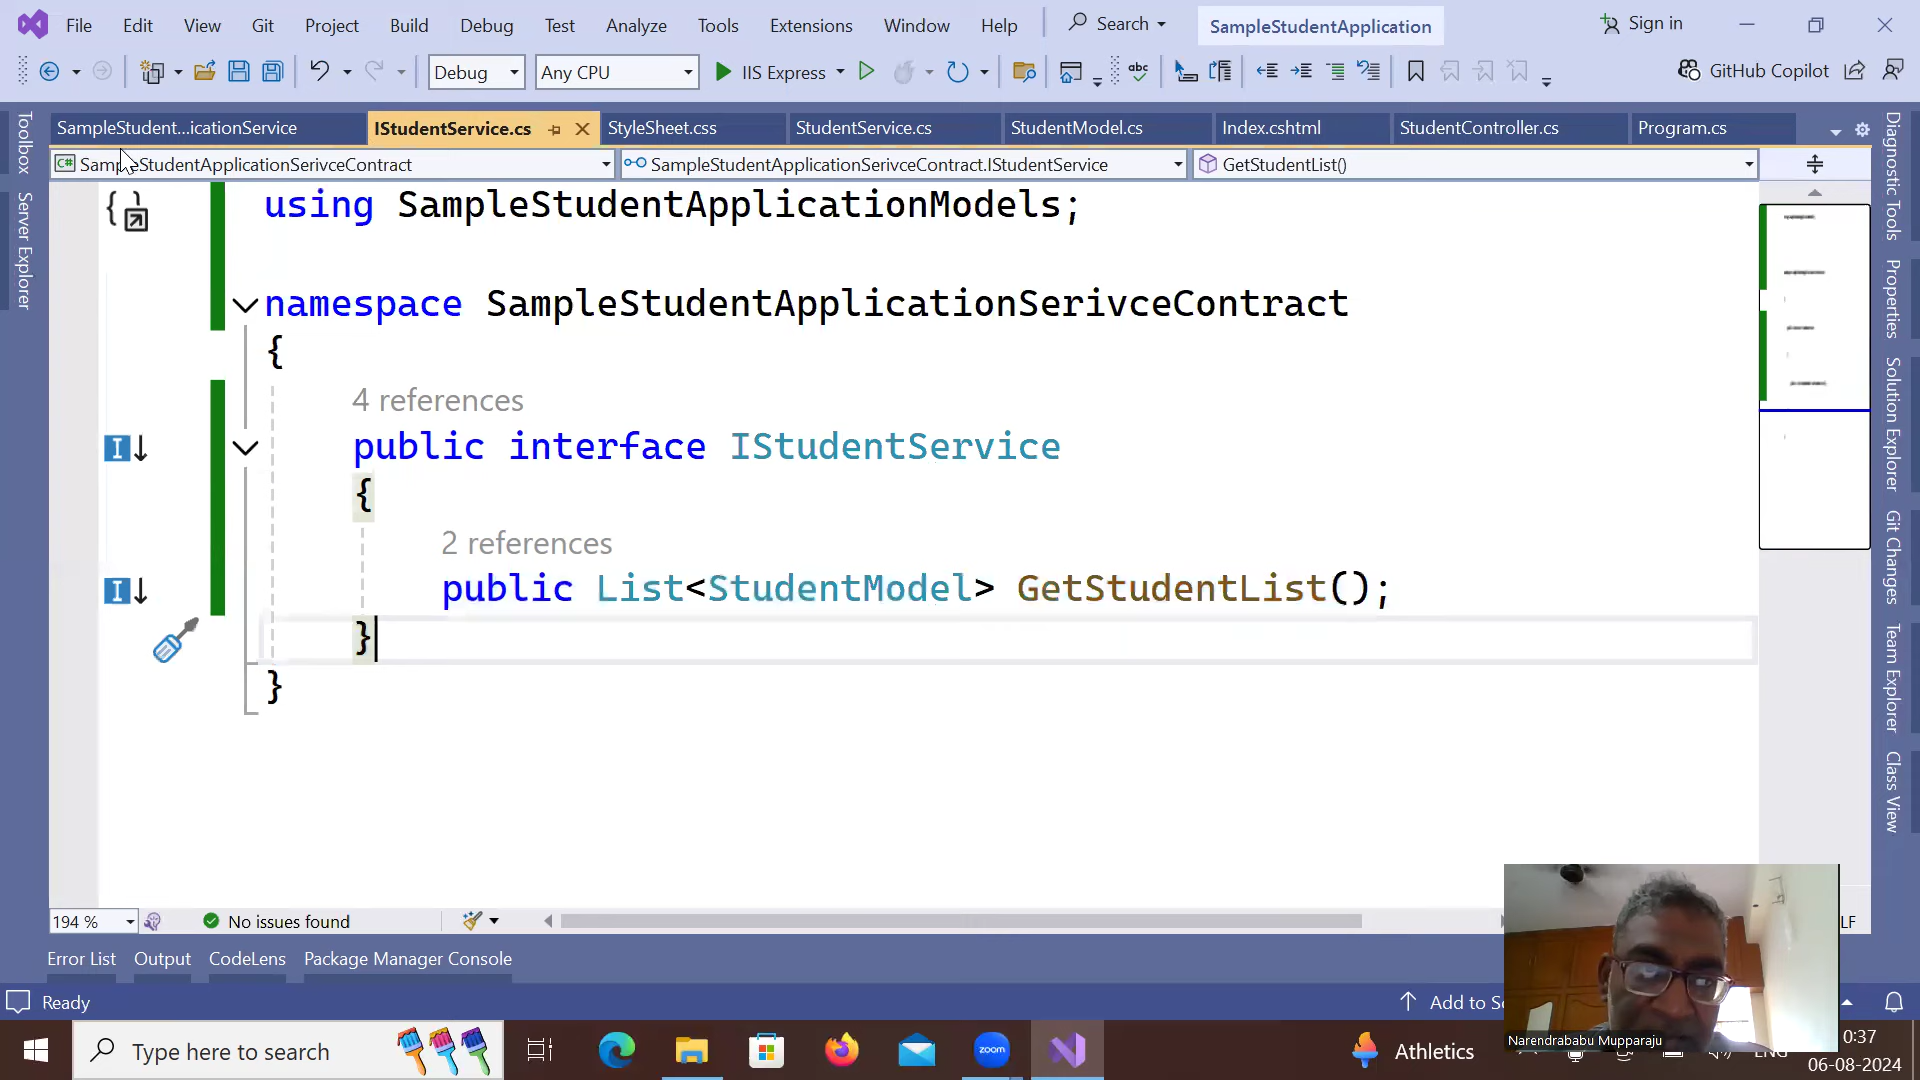 File Edit View Git Project Build Debug Test Analyze Tools Extensions Window Help Search SampleStudentApplication Sign in
Debug Any CPU IIS Express abc GitHub Copilot
SampleStudent...icationService IStudentService.cs StyleSheet.css StudentService.cs StudentModel.cs Index.cshtml StudentController.cs Program.cs
C# SampleStudentApplicationSerivceContract SampleStudentApplicationSerivceContract.IStudentService GetStudentList()
using SampleStudentApplicationModels;
namespace SampleStudentApplicationSerivceContract
{
4 references
public interface IStudentService
{
2 references
public List<StudentModel> GetStudentList();
}
}
Toolbox
Server Explorer
Diagnostic Tools
Properties
Solution Explorer
Git Changes
Team Explorer
Class View
194 % No issues found LF
Error List Output CodeLens Package Manager Console
Ready Add to
Narendrababu Mupparaju
Type here to search zoom Athletics ENG
0:37
06-08-2024